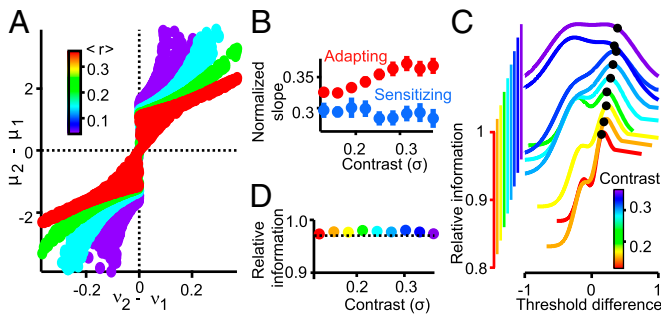 A
< r >
0.3
0.2
0.1
2
0
-2
μ2 - μ1
-0.2
0
0.2
ν2 - ν1
B
Adapting
Sensitizing
Normalized
slope
0.35
0.3
0.2
0.3
Contrast (σ)
D
Relative
information
1.0
0.9
0.2
0.3
Contrast (σ)
C
Relative information
1
0.9
0.8
Contrast
0.3
0.2
-1
0
1
Threshold difference